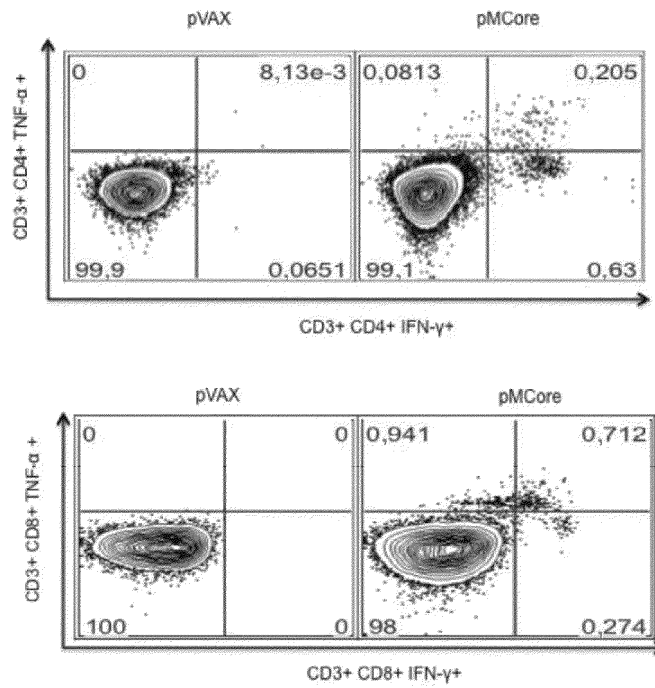 pVAX pMCore
0 8,13e-3 0,0813 0,205
CD3+ CD4+ TNF-α +
99,9 0,0651 99,1 0,63
CD3+ CD4+ IFN-γ+
pVAX pMCore
0 0 0,941 0,712
CD3+ CD8+ TNF-α +
100 0 98 0,274
CD3+ CD8+ IFN-γ+